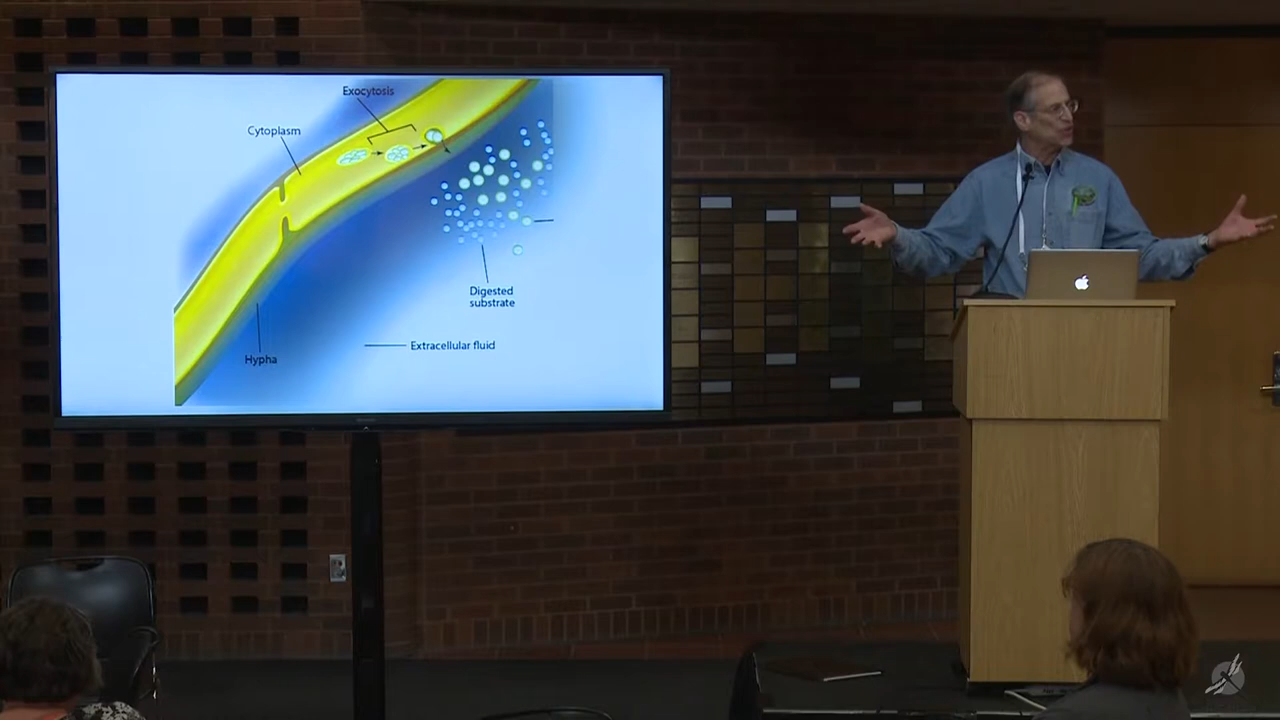 Exocytosis
Cytoplasm
Digested
substrate
Extracellular fluid
Hypha